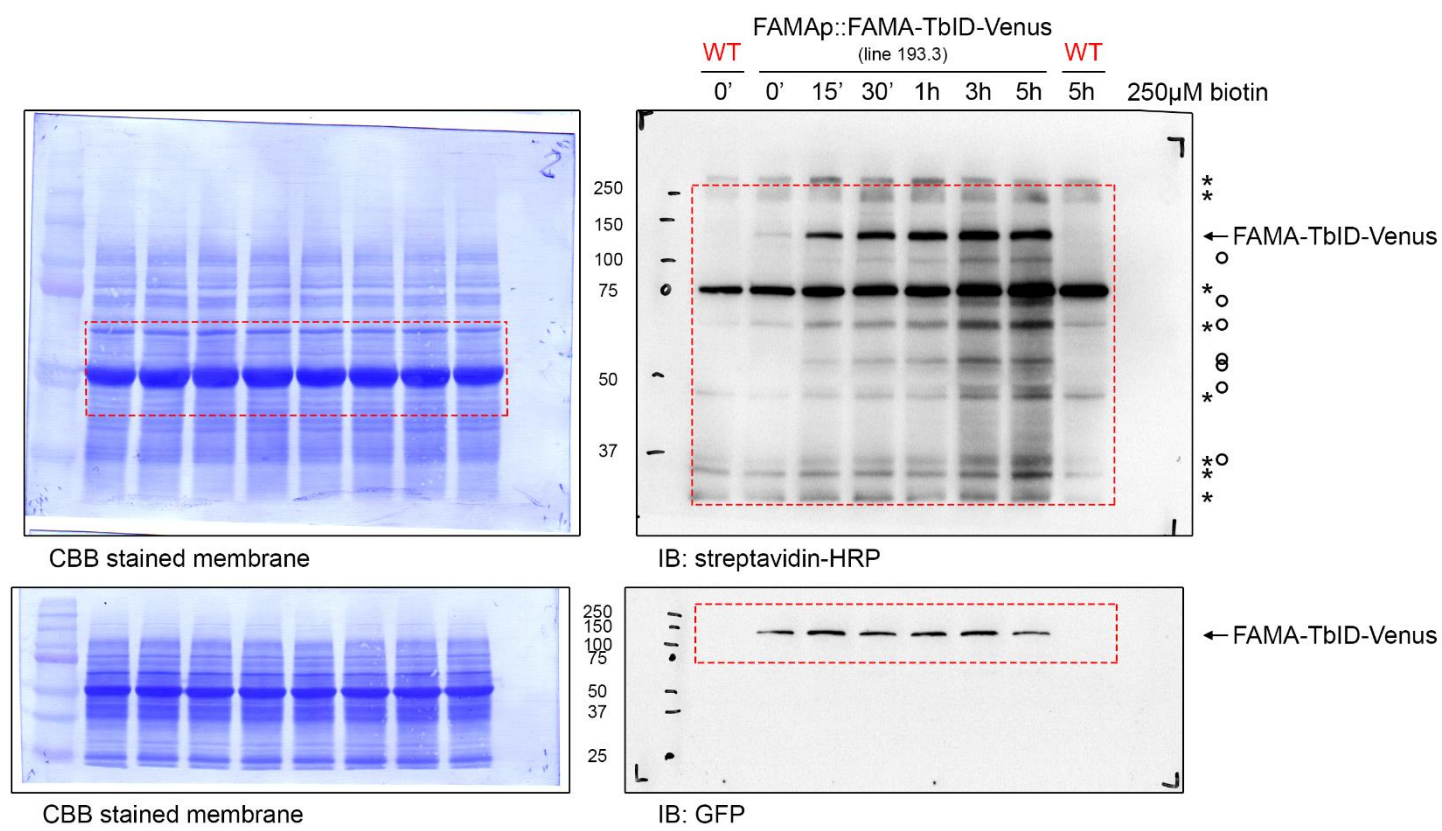 FAMAp::FAMA-TbID-Venus
WT (line 193.3) WT
0' 0' 15' 30' 1h 3h 5h 5h 250µM biotin
2
250
150
100
75
50
37
*
*
← FAMA-TbID-Venus
o
*
o
*o
o
o
o
*
*o
*
*
CBB stained membrane
IB: streptavidin-HRP
250
150
100
75
50
37
25
← FAMA-TbID-Venus
CBB stained membrane
IB: GFP